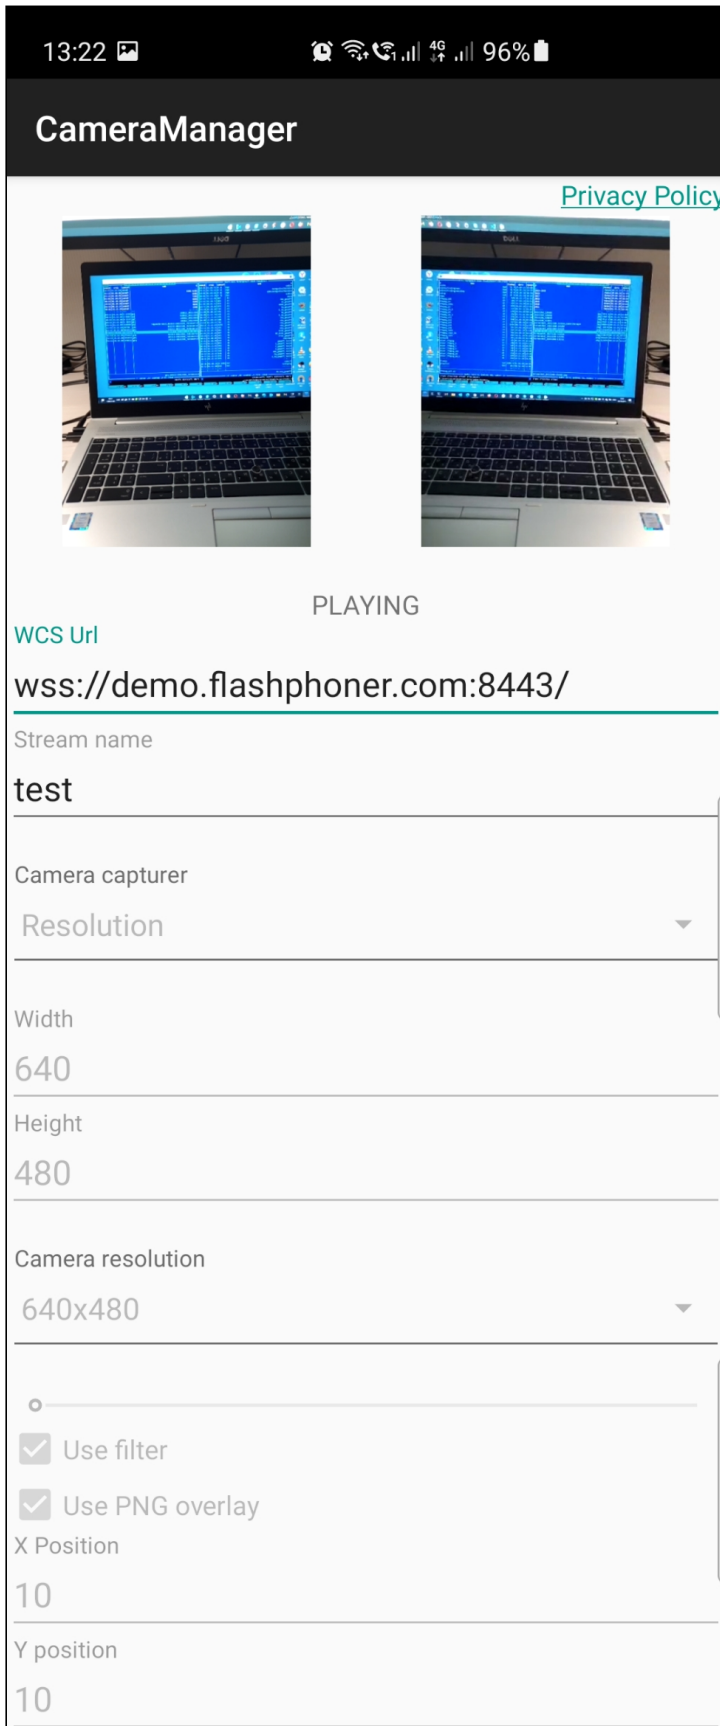 13:22
4G 96%
CameraManager
Privacy Policy
PLAYING
WCS Url
wss://demo.flashphoner.com:8443/
Stream name
test
Camera capturer
Resolution
Width
640
Height
480
Camera resolution
640x480
Use filter
Use PNG overlay
X Position
10
Y position
10